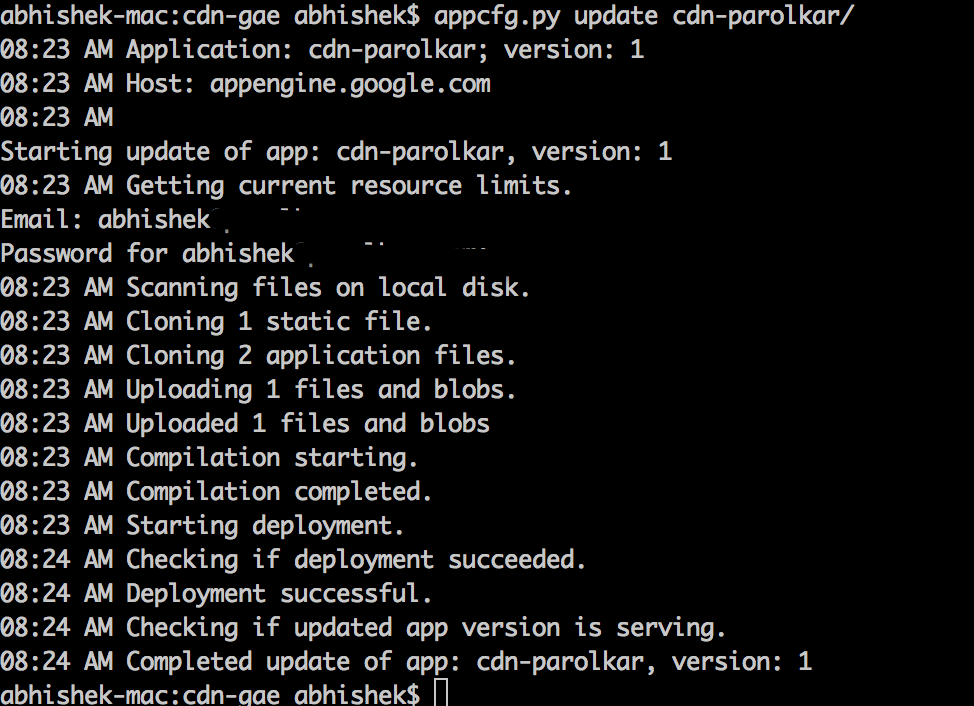 abhishek-mac:cdn-gae abhishek$ appcfg.py update cdn-parolkar/
08:23 AM Application: cdn-parolkar; version: 1
08:23 AM Host: appengine.google.com
08:23 AM
Starting update of app: cdn-parolkar, version: 1
08:23 AM Getting current resource limits.
Email: abhishek
Password for abhishek
08:23 AM Scanning files on local disk.
08:23 AM Cloning 1 static file.
08:23 AM Cloning 2 application files.
08:23 AM Uploading 1 files and blobs.
08:23 AM Uploaded 1 files and blobs
08:23 AM Compilation starting.
08:23 AM Compilation completed.
08:23 AM Starting deployment.
08:24 AM Checking if deployment succeeded.
08:24 AM Deployment successful.
08:24 AM Checking if updated app version is serving.
08:24 AM Completed update of app: cdn-parolkar, version: 1
abhishek-mac:cdn-gae abhishek$